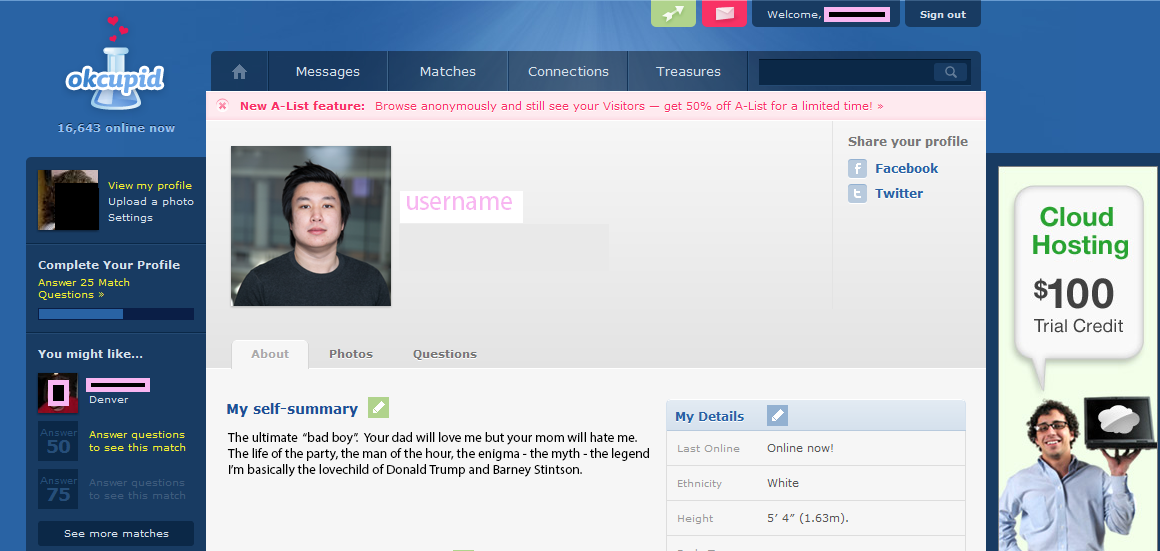 okcupid
16,643 online now
Welcome,
Sign out
Messages
Matches
Connections
Treasures
New A-List feature: Browse anonymously and still see your Visitors — get 50% off A-List for a limited time! »
View my profile
Upload a photo
Settings
Complete Your Profile
Answer 25 Match
Questions »
You might like...
Denver
Answer
50
Answer questions
to see this match
Answer
75
Answer questions
to see this match
See more matches
username
Share your profile
Facebook
Twitter
About
Photos
Questions
My self-summary
The ultimate “bad boy”. Your dad will love me but your mom will hate me.
The life of the party, the man of the hour, the enigma - the myth - the legend
I’m basically the lovechild of Donald Trump and Barney Stintson.
My Details
Last Online Online now!
Ethnicity White
Height 5′ 4″ (1.63m).
Cloud
Hosting
$100
Trial Credit